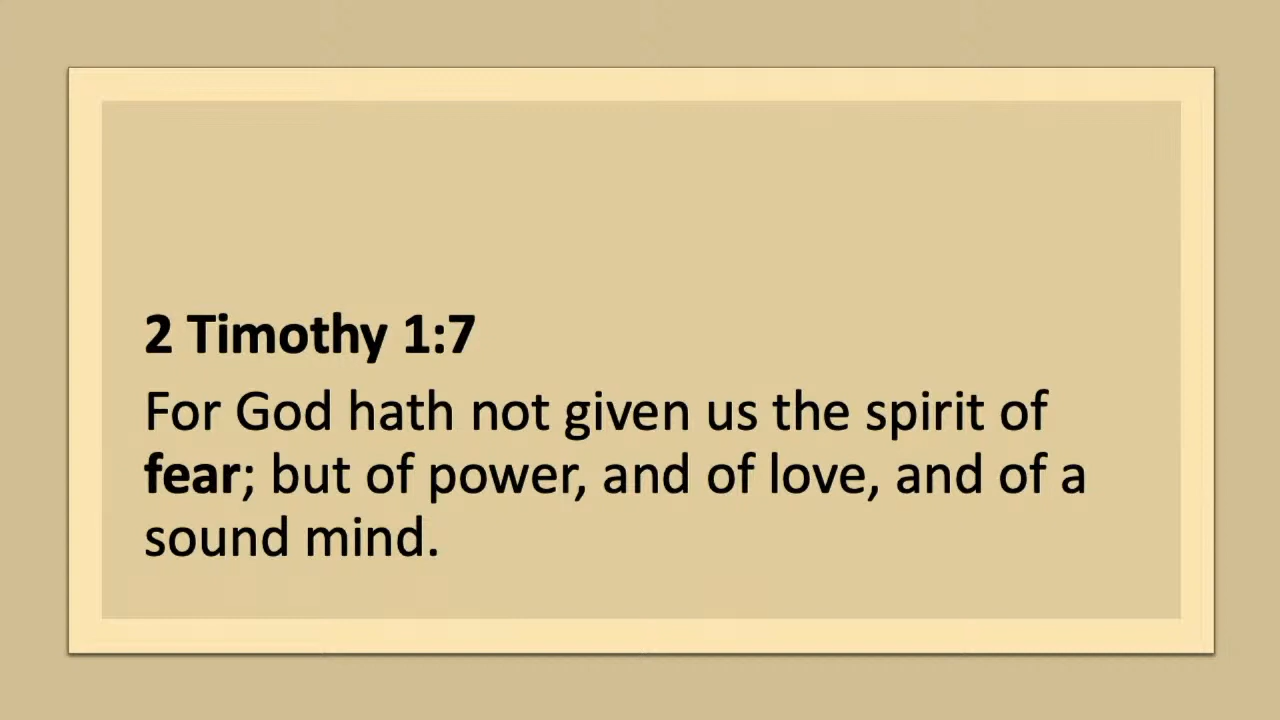 2 Timothy 1:7
For God hath not given us the spirit of
fear; but of power, and of love, and of a
sound mind.